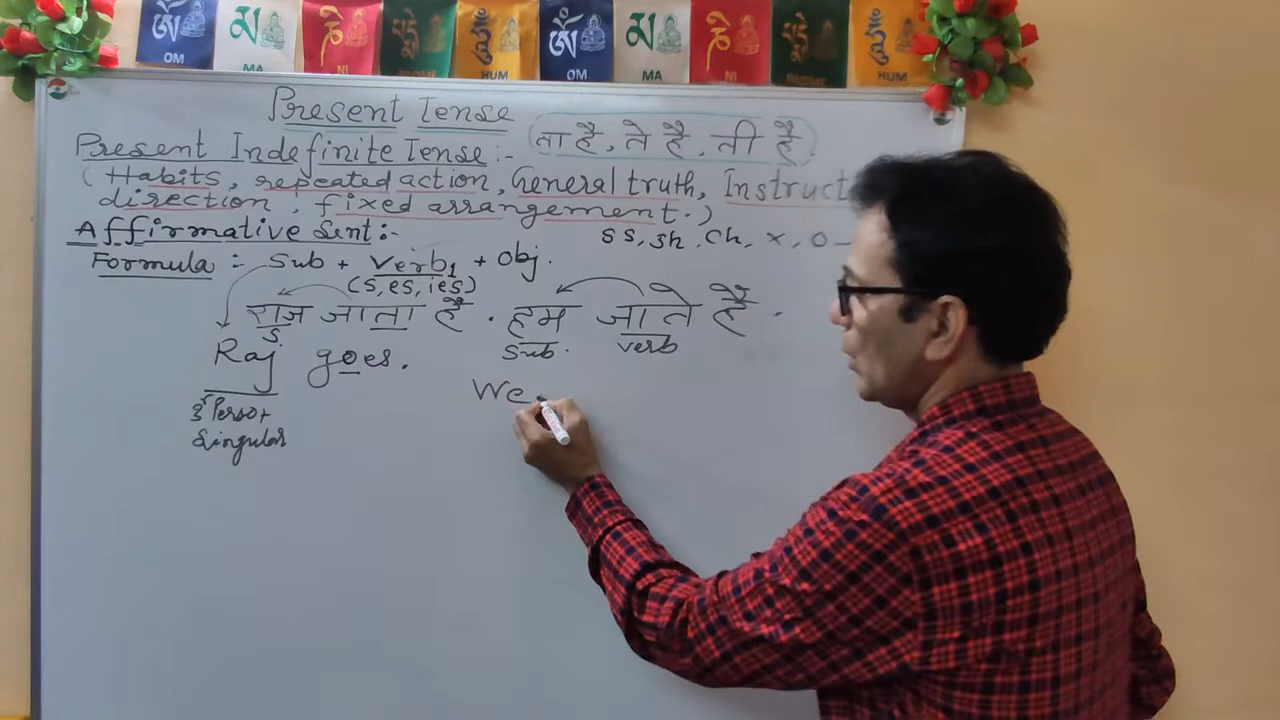 OM MA NI HUM OM MA NI HUM
Present Tense
Present Indefinite Tense:- ता है, ते है, ती है.
(Habits, repeated action, General truth, Instruct
direction, fixed arrangement.)
Affirmative Sent:-
ss, sh, ch, x, o
Formula :- Sub + Verb1 + Obj.
(s, es, ies)
राज जाता है. हम जाते हैं.
S
Sub. verb
Raj goes.
We
3r Person
Singular